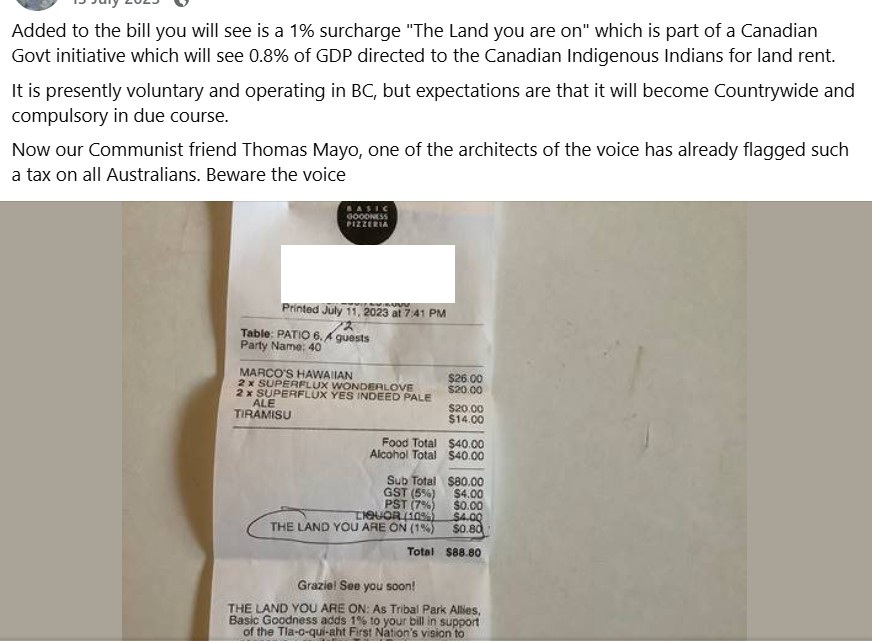 13 July 2023
Added to the bill you will see is a 1% surcharge "The Land you are on" which is part of a Canadian
Govt initiative which will see 0.8% of GDP directed to the Canadian Indigenous Indians for land rent.
It is presently voluntary and operating in BC, but expectations are that it will become Countrywide and
compulsory in due course.
Now our Communist friend Thomas Mayo, one of the architects of the voice has already flagged such
a tax on all Australians. Beware the voice
BASIC
GOODNESS
PIZZERIA
Printed July 11, 2023 at 7:41 PM
2
Table: PATIO 6, guests
Party Name: 40
MARCO'S HAWAIIAN $26.00
2 x SUPERFLUX WONDERLOVE $20.00
2 x SUPERFLUX YES INDEED PALE
ALE $20.00
TIRAMISU $14.00
Food Total $40.00
Alcohol Total $40.00
Sub Total $80.00
GST (5%) $4.00
PST (7%) $0.00
LIQUOR (10%) $4.00
THE LAND YOU ARE ON (1%) $0.80
Total $88.80
Grazie! See you soon!
THE LAND YOU ARE ON: As Tribal Park Allies,
Basic Goodness adds 1% to your bill in support
of the Tla-o-qui-aht First Nation's vision to